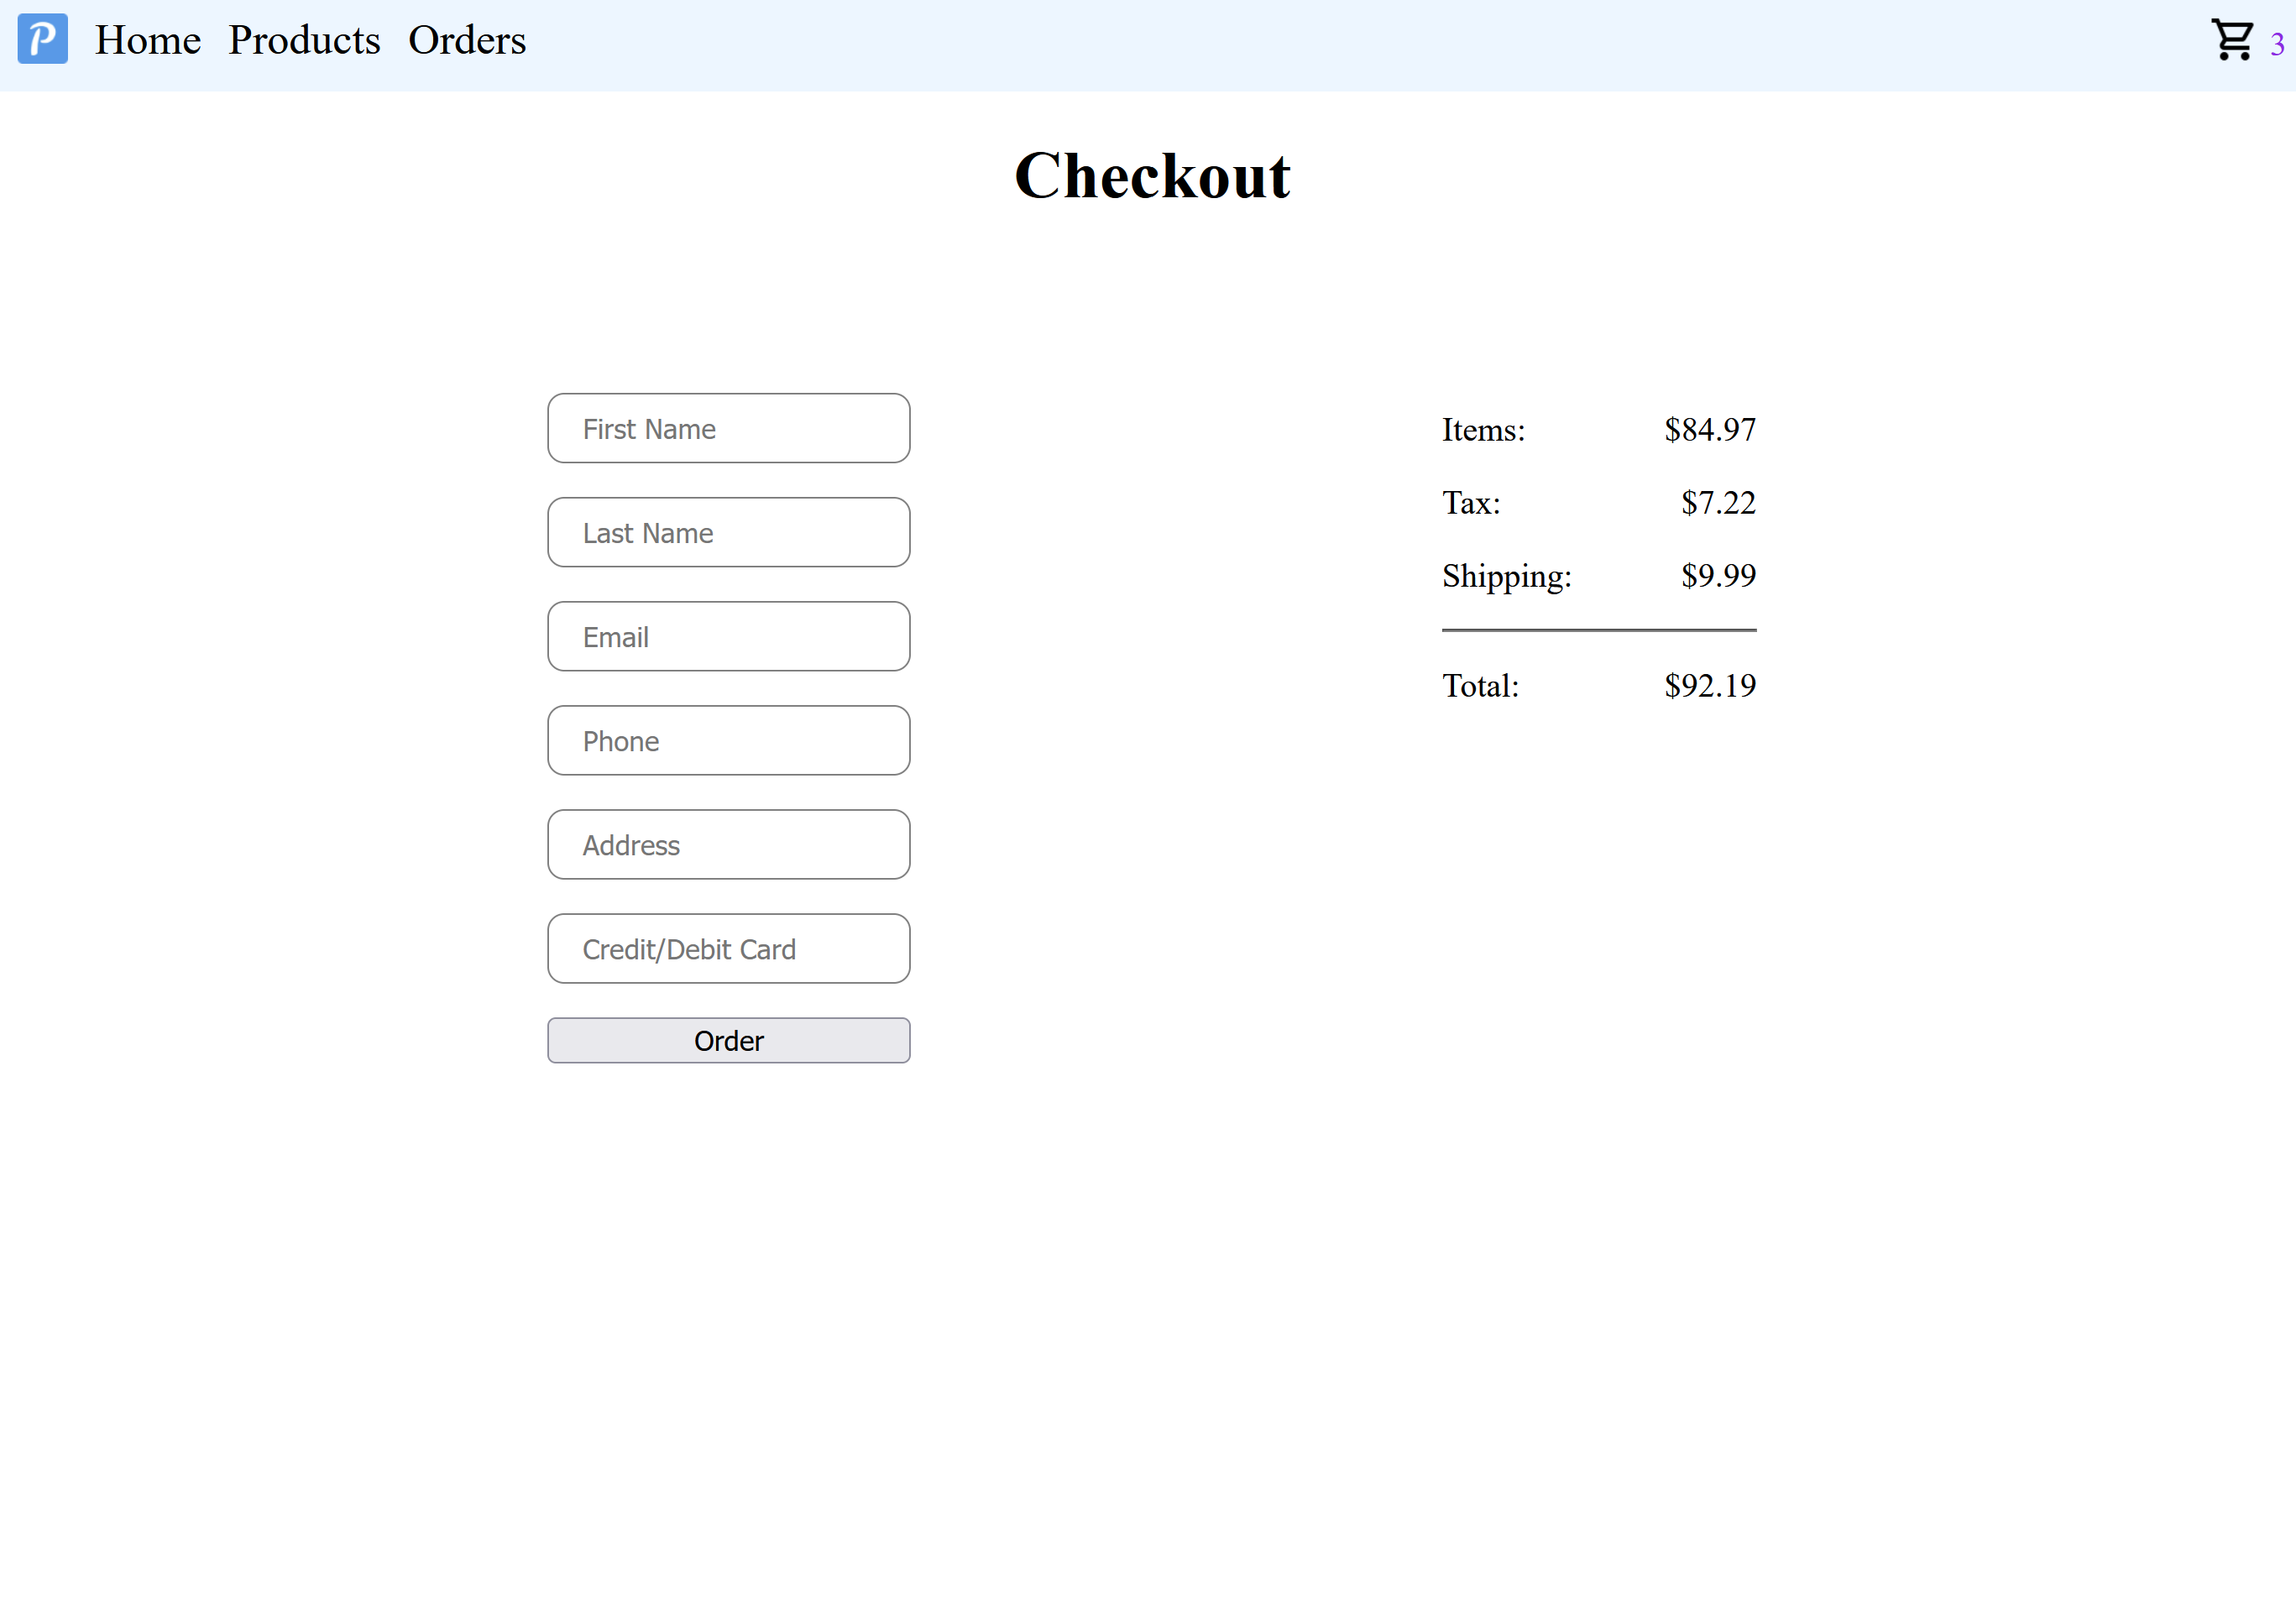 P Home Products Orders 3
Checkout
First Name
Last Name
Email
Phone
Address
Credit/Debit Card
Order
Items: $84.97
Tax: $7.22
Shipping: $9.99
Total: $92.19